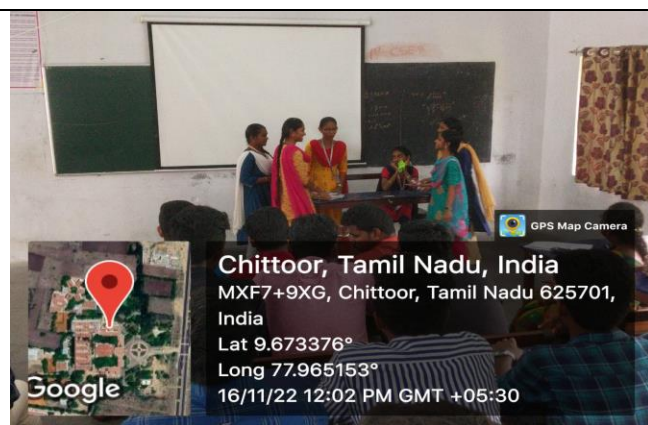 GPS Map Camera
Chittoor, Tamil Nadu, India
MXF7+9XG, Chittoor, Tamil Nadu 625701,
India
Lat 9.673376°
Long 77.965153°
16/11/22 12:02 PM GMT +05:30
Google